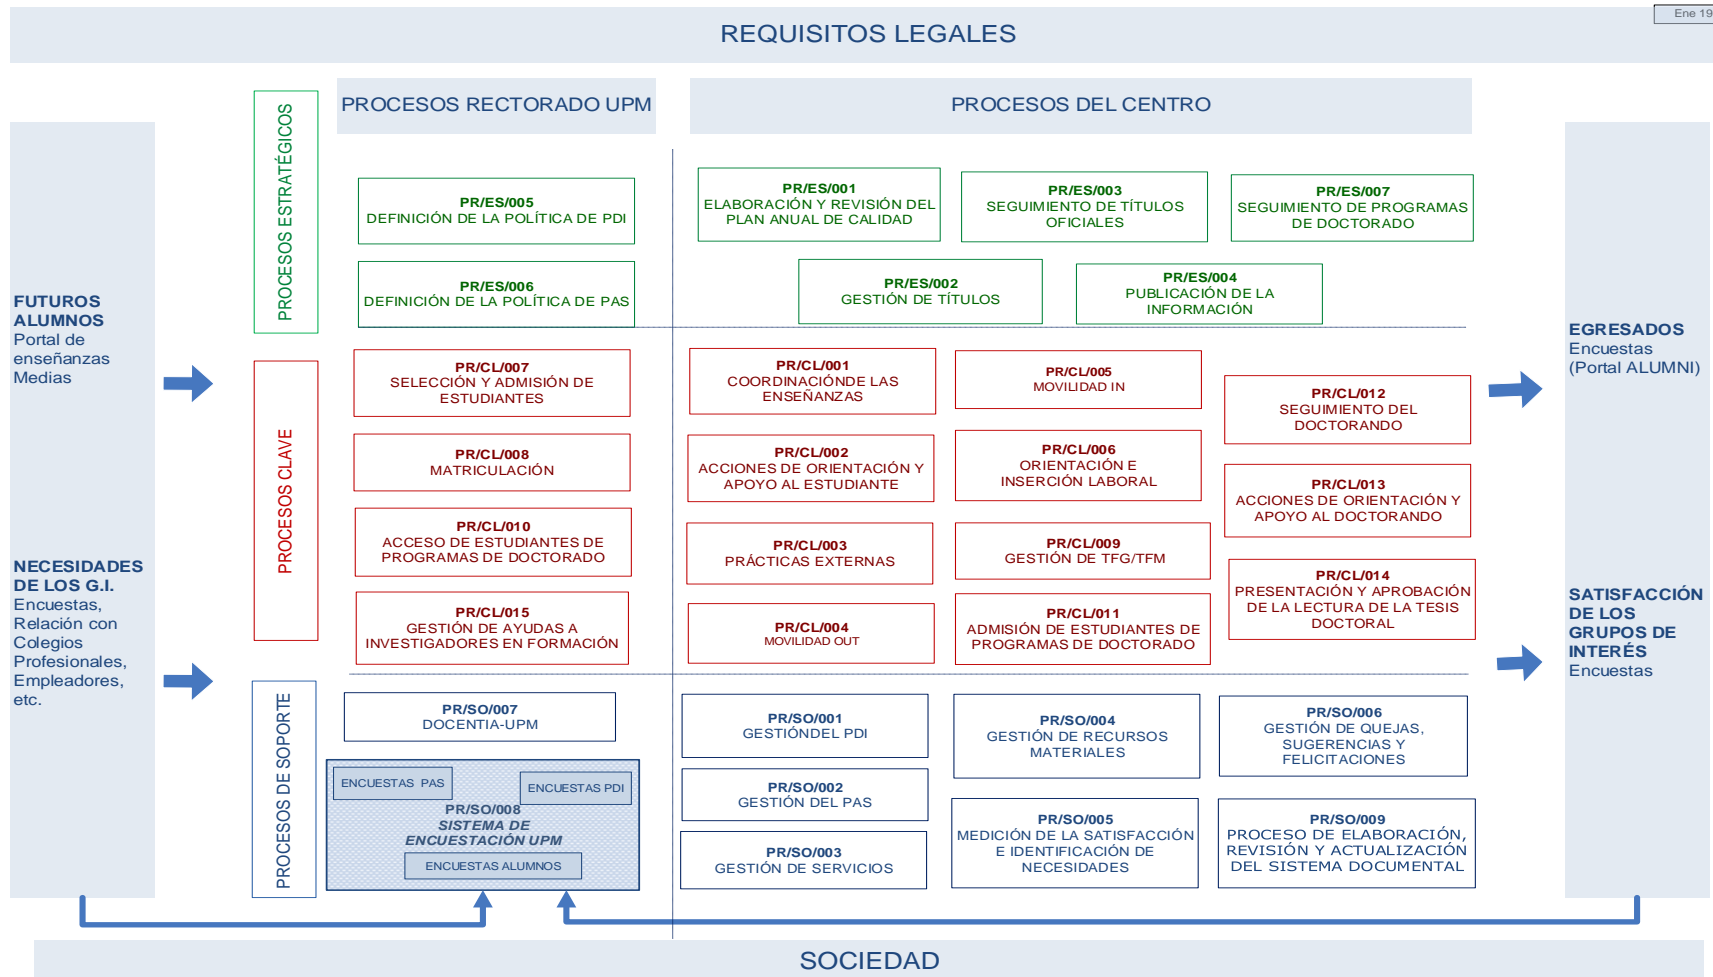 Ene 19
REQUISITOS LEGALES
PROCESOS RECTORADO UPM
PROCESOS DEL CENTRO
FUTUROS
ALUMNOS
Portal de
enseñanzas
Medias
NECESIDADES
DE LOS G.I.
Encuestas,
Relación con
Colegios
Profesionales,
Empleadores,
etc.
PROCESOS ESTRATÉGICOS
PR/ES/005
DEFINICIÓN DE LA POLÍTICA DE PDI
PR/ES/006
DEFINICIÓN DE LA POLÍTICA DE PAS
PR/ES/001
ELABORACIÓN Y REVISIÓN DEL
PLAN ANUAL DE CALIDAD
PR/ES/003
SEGUIMIENTO DE TÍTULOS
OFICIALES
PR/ES/007
SEGUIMIENTO DE PROGRAMAS
DE DOCTORADO
PR/ES/002
GESTIÓN DE TÍTULOS
PR/ES/004
PUBLICACIÓN DE LA
INFORMACIÓN
PROCESOS CLAVE
PR/CL/007
SELECCIÓN Y ADMISIÓN DE
ESTUDIANTES
PR/CL/008
MATRICULACIÓN
PR/CL/010
ACCESO DE ESTUDIANTES DE
PROGRAMAS DE DOCTORADO
PR/CL/015
GESTIÓN DE AYUDAS A
INVESTIGADORES EN FORMACIÓN
PR/CL/001
COORDINACIÓNDE LAS
ENSEÑANZAS
PR/CL/002
ACCIONES DE ORIENTACIÓN Y
APOYO AL ESTUDIANTE
PR/CL/003
PRÁCTICAS EXTERNAS
PR/CL/004
MOVILIDAD OUT
PR/CL/005
MOVILIDAD IN
PR/CL/006
ORIENTACIÓN E
INSERCIÓN LABORAL
PR/CL/009
GESTIÓN DE TFG/TFM
PR/CL/011
ADMISIÓN DE ESTUDIANTES DE
PROGRAMAS DE DOCTORADO
PR/CL/012
SEGUIMIENTO DEL
DOCTORANDO
PR/CL/013
ACCIONES DE ORIENTACIÓN Y
APOYO AL DOCTORANDO
PR/CL/014
PRESENTACIÓN Y APROBACIÓN
DE LA LECTURA DE LA TESIS
DOCTORAL
PROCESOS DE SOPORTE
PR/SO/007
DOCENTIA-UPM
ENCUESTAS PAS
ENCUESTAS PDI
PR/SO/008
SISTEMA DE
ENCUESTACIÓN UPM
ENCUESTAS ALUMNOS
PR/SO/001
GESTIÓNDEL PDI
PR/SO/002
GESTIÓN DEL PAS
PR/SO/003
GESTIÓN DE SERVICIOS
PR/SO/004
GESTIÓN DE RECURSOS
MATERIALES
PR/SO/005
MEDICIÓN DE LA SATISFACCIÓN
E IDENTIFICACIÓN DE
NECESIDADES
PR/SO/006
GESTIÓN DE QUEJAS,
SUGERENCIAS Y
FELICITACIONES
PR/SO/009
PROCESO DE ELABORACIÓN,
REVISIÓN Y ACTUALIZACIÓN
DEL SISTEMA DOCUMENTAL
EGRESADOS
Encuestas
(Portal ALUMNI)
SATISFACCIÓN
DE LOS
GRUPOS DE
INTERÉS
Encuestas
SOCIEDAD